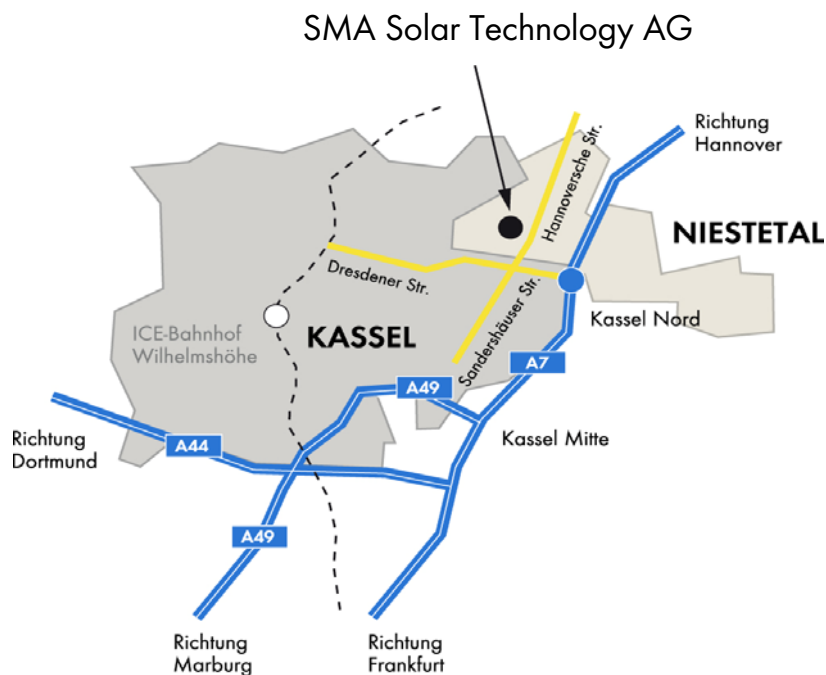 SMA Solar Technology AG
Richtung
Hannover
Hannoversche Str.
NIESTETAL
Dresdener Str.
Kassel Nord
ICE-Bahnhof
Wilhelmshöhe
KASSEL
Sandershäuser Str.
A7
A49
Richtung
Dortmund
A44
Kassel Mitte
A49
Richtung
Marburg
Richtung
Frankfurt